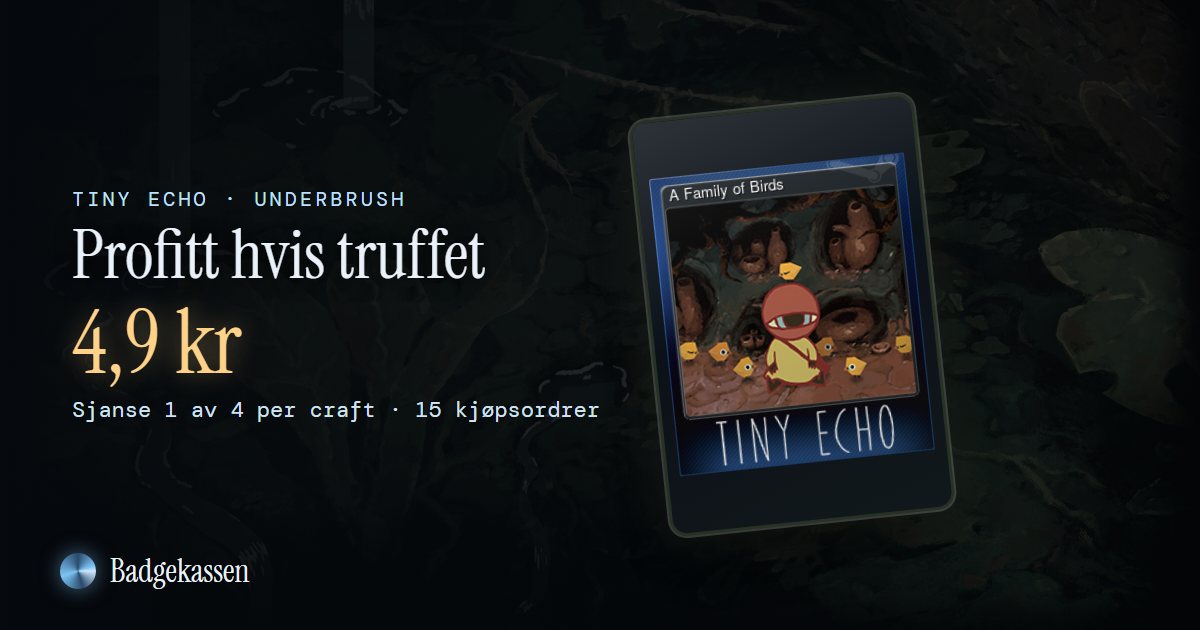 TINY ECHO · UNDERBRUSH
Profitt hvis truffet
4,9 kr
Sjanse 1 av 4 per craft · 15 kjøpsordrer
A Family of Birds
TINY ECHO
Badgekassen